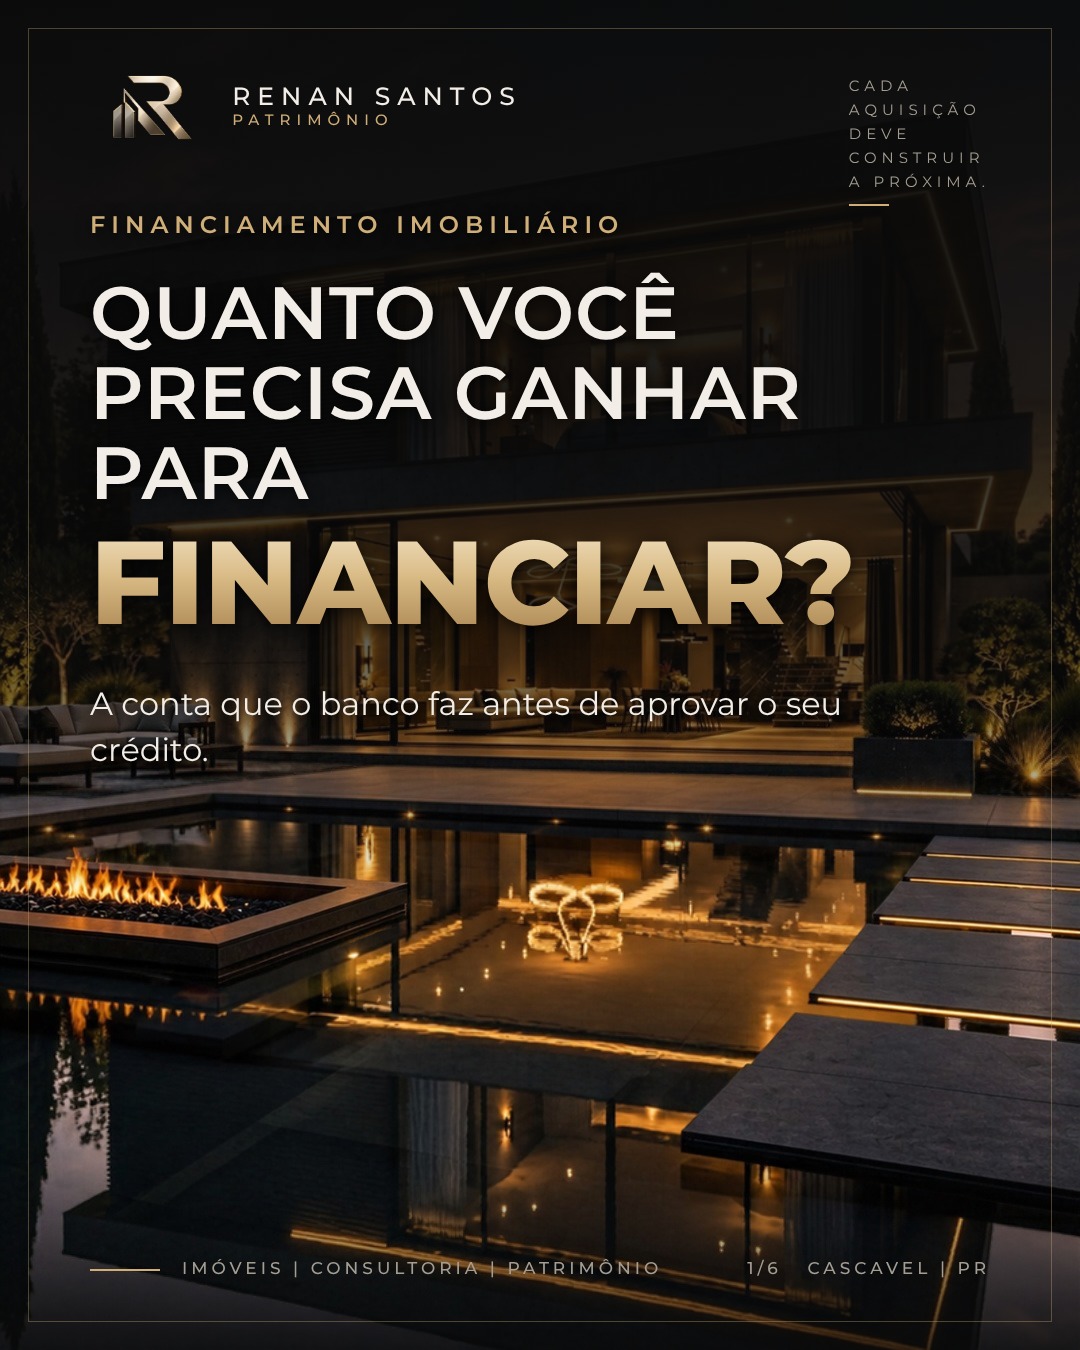 RENAN SANTOS
PATRIMÔNIO
CADA
AQUISIÇÃO
DEVE
CONSTRUIR
A PRÓXIMA.
FINANCIAMENTO IMOBILIÁRIO
QUANTO VOCÊ
PRECISA GANHAR
PARA
FINANCIAR?
A conta que o banco faz antes de aprovar o seu
crédito.
IMÓVEIS | CONSULTORIA | PATRIMÔNIO 1/6 CASCAVEL | PR